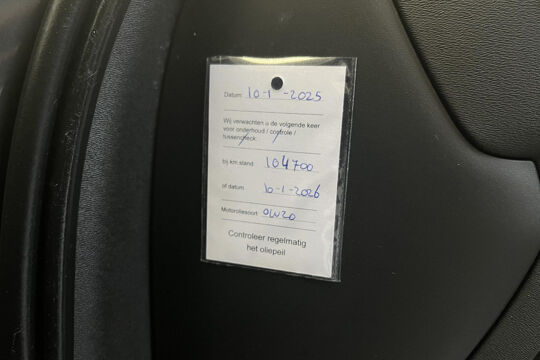 Datum 10-1-2025
Wij verwachten u de volgende keer
voor onderhoud / controle /
tussencheck:
bij km.stand 104700
of datum 10-1-2026
Motoroliesoort 0W20
Controleer regelmatig
het oliepeil